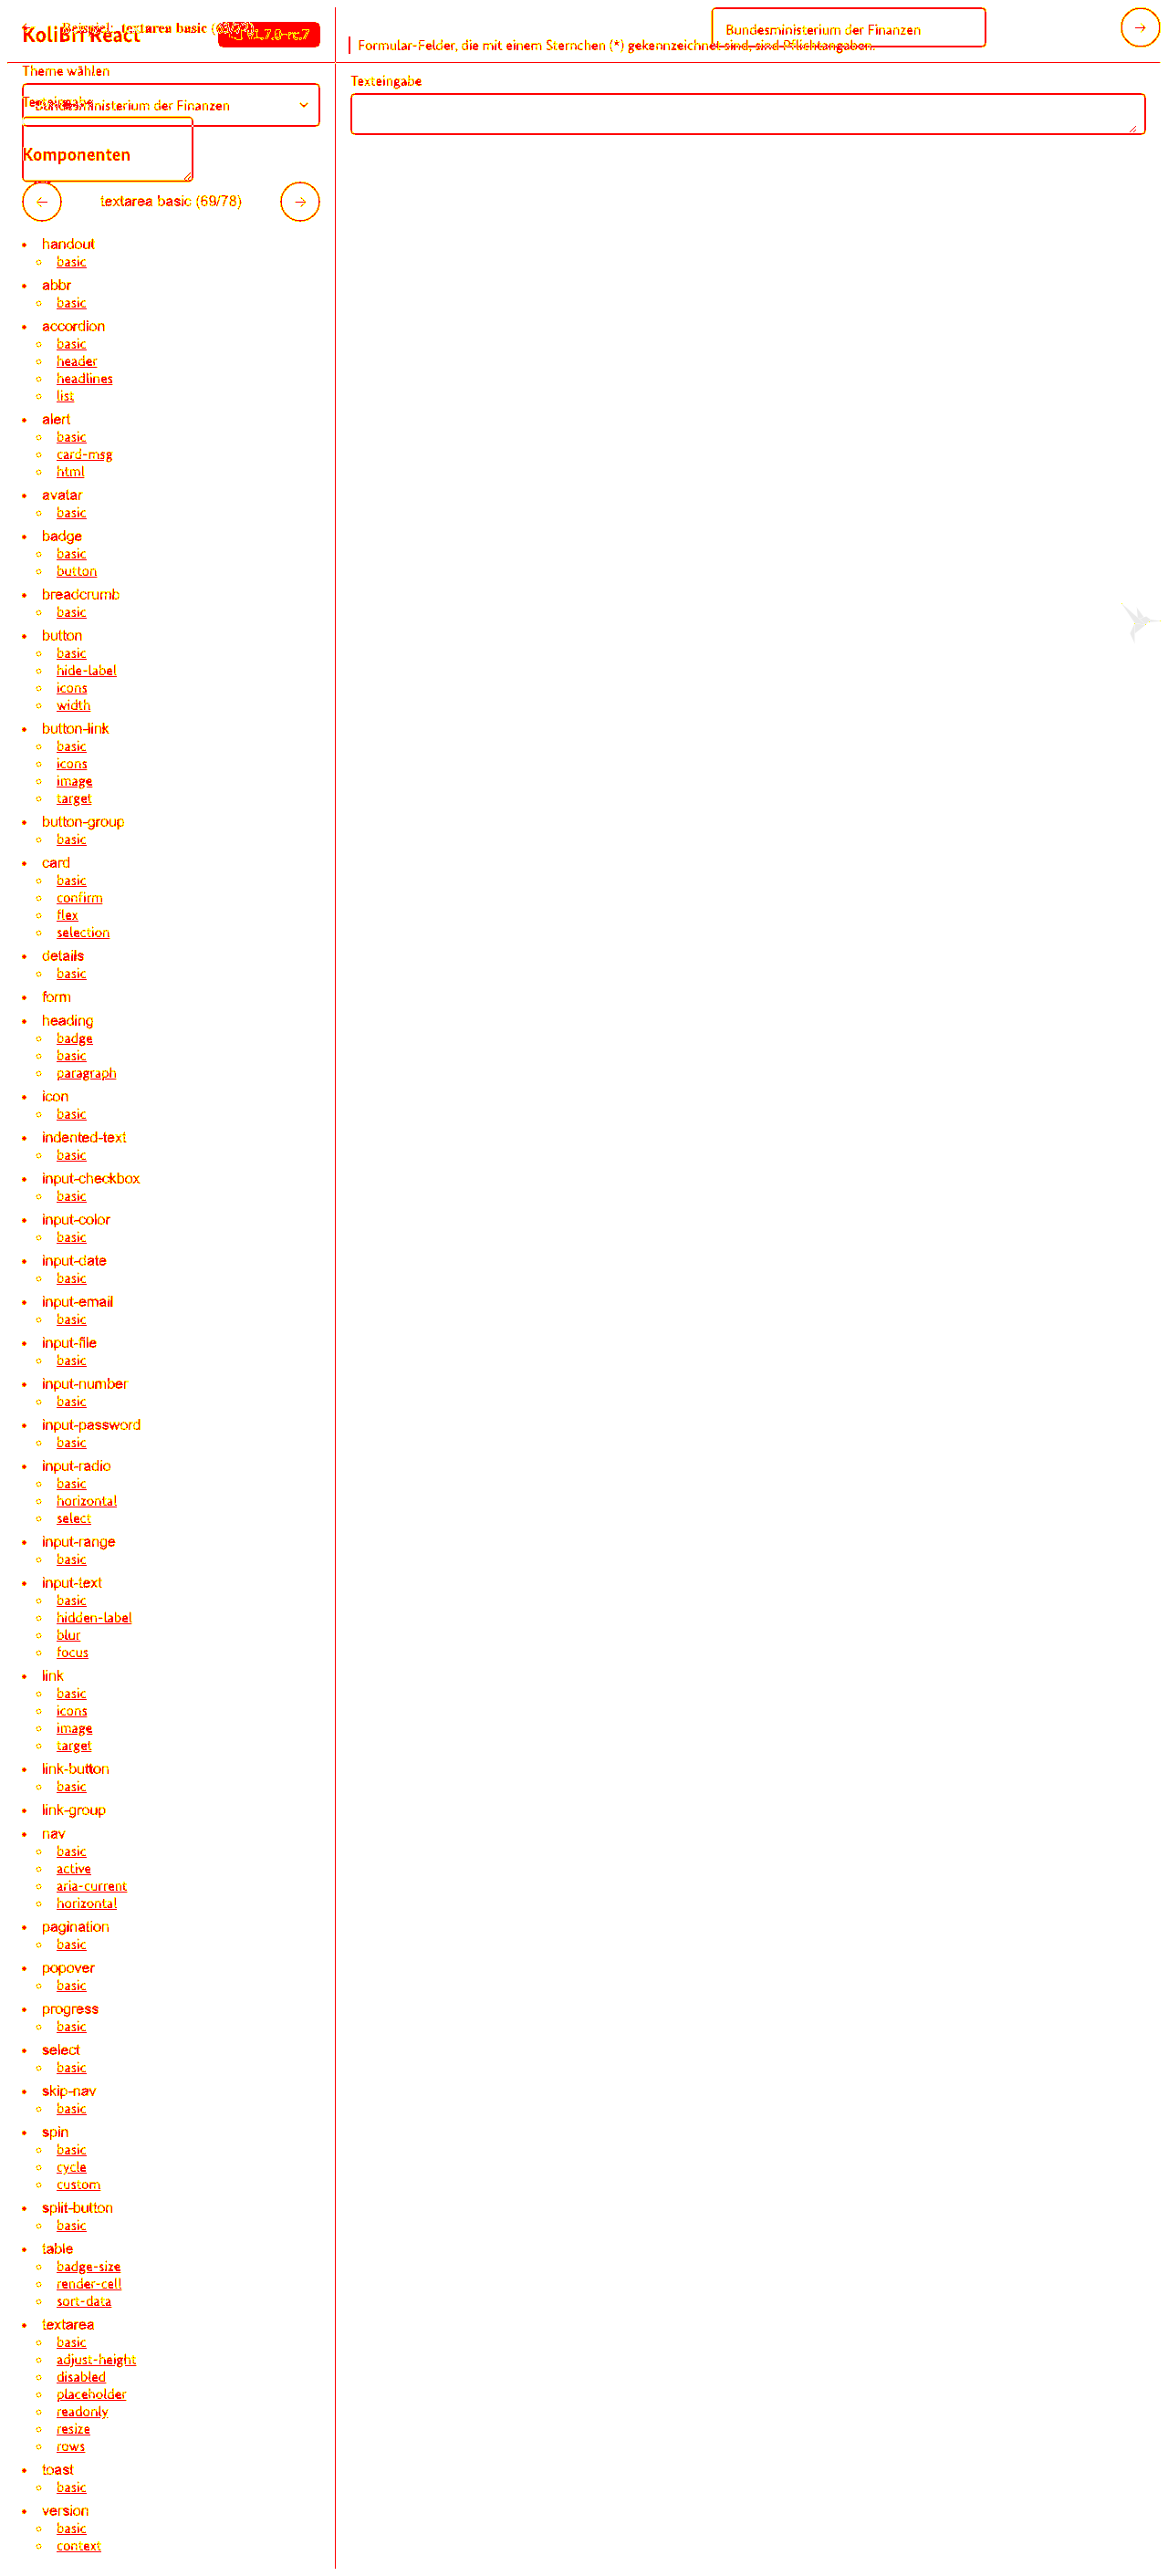 KoliBri React
v1.7.0-rc.7
Theme wählen
Bundesministerium der Finanzen
Komponenten
textarea basic (69/78)
handout
basic
abbr
basic
accordion
basic
header
headlines
list
alert
basic
card-msg
html
avatar
basic
badge
basic
button
breadcrumb
basic
button
basic
hide-label
icons
width
button-link
basic
icons
image
target
button-group
basic
card
basic
confirm
flex
selection
details
basic
form
heading
badge
basic
paragraph
icon
basic
indented-text
basic
input-checkbox
basic
input-color
basic
input-date
basic
input-email
basic
input-file
basic
input-number
basic
input-password
basic
input-radio
basic
horizontal
select
input-range
basic
input-text
basic
hidden-label
blur
focus
link
basic
icons
image
target
link-button
basic
link-group
nav
basic
active
aria-current
horizontal
pagination
basic
popover
basic
progress
basic
select
basic
skip-nav
basic
spin
basic
cycle
custom
split-button
basic
table
badge-size
render-cell
sort-data
textarea
basic
adjust-height
disabled
placeholder
readonly
resize
rows
toast
basic
version
basic
context
Bundesministerium der Finanzen
Formular-Felder, die mit einem Sternchen (*) gekennzeichnet sind, sind Pflichtangaben.
Texteingabe